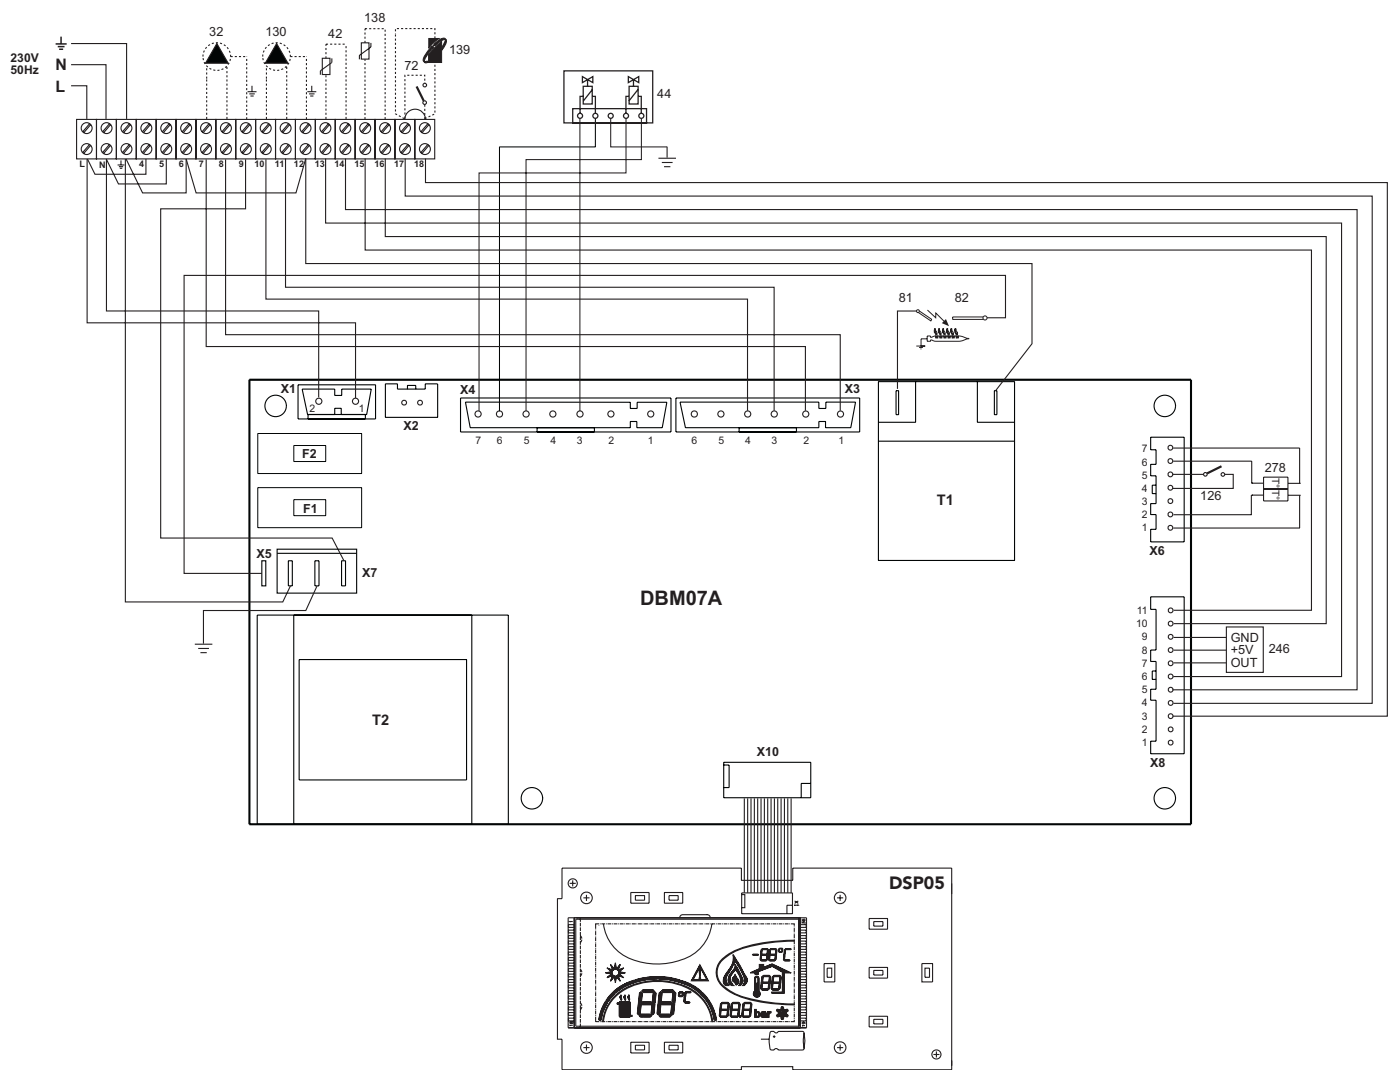 32 130 42 138
139
72
230V
50Hz
N
L
44
L N 4 5 6 7 8 9 10 11 12 13 14 15 16 17 18
81 82
X1 2 1
X2
X4 7 6 5 4 3 2 1
X3 6 5 4 3 2 1
F2
F1
T1
7
6
5
4
3
2
1
X6
278
126
X5
X7
DBM07A
11
10
9
8
7
6
5
4
3
2
1
X8
GND
+5V
OUT
246
T2
X10
DSP05
-88°C
88
88°C
88.8 bar